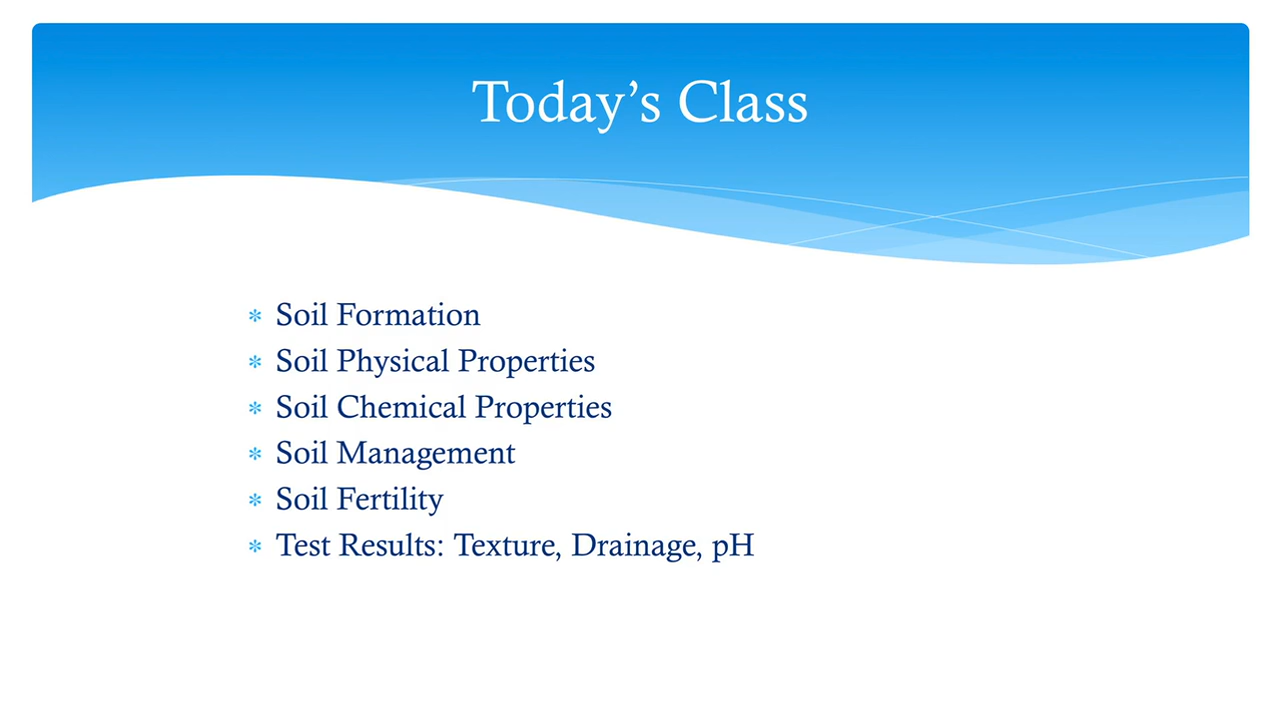 Today’s Class
* Soil Formation
* Soil Physical Properties
* Soil Chemical Properties
* Soil Management
* Soil Fertility
* Test Results: Texture, Drainage, pH